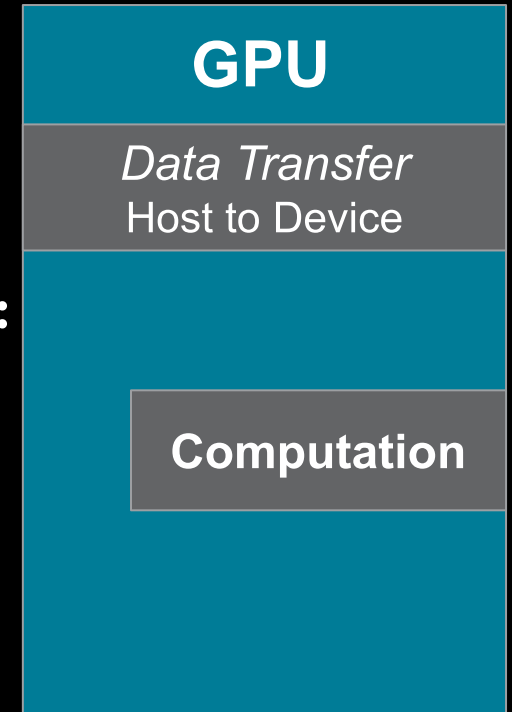 GPU
Data Transfer
Host to Device
:
Computation